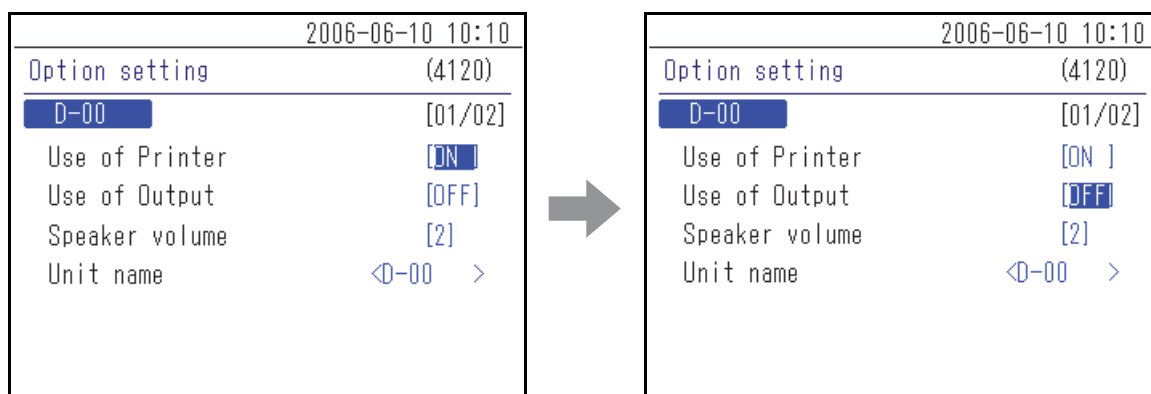 2006-06-10 10:10
Option setting (4120)
D-00 [01/02]
Use of Printer [ON ]
Use of Output [OFF]
Speaker volume [2]
Unit name <D-00 >
2006-06-10 10:10
Option setting (4120)
D-00 [01/02]
Use of Printer [ON ]
Use of Output [OFF]
Speaker volume [2]
Unit name <D-00 >